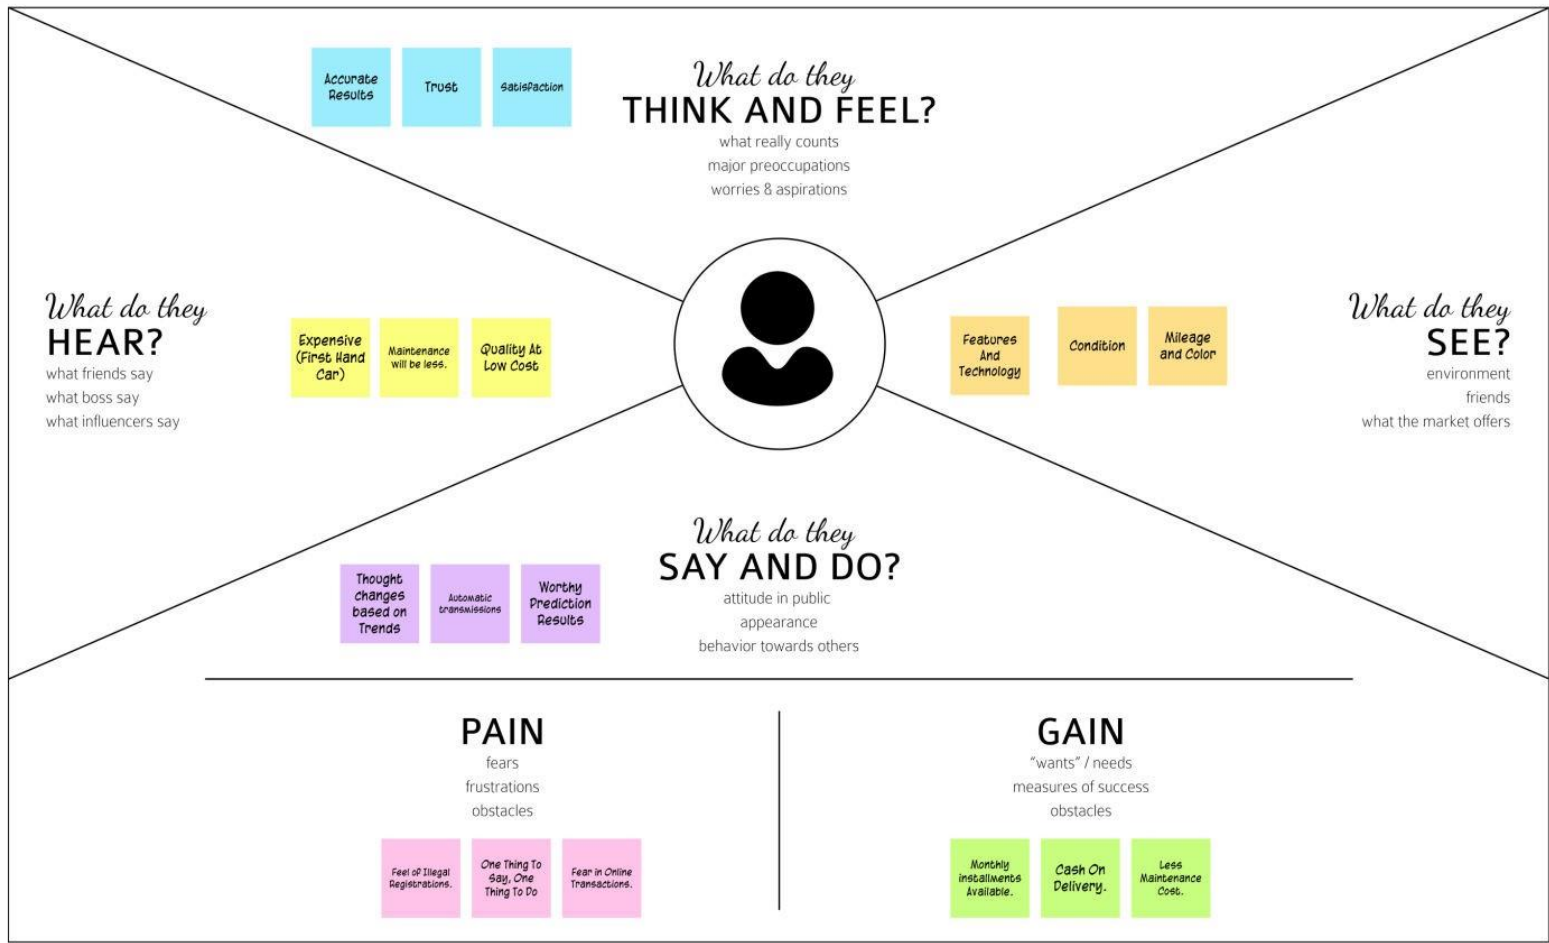 Accurate
Results
Trust
Satisfaction
What do they
THINK AND FEEL?
what really counts
major preoccupations
worries & aspirations
What do they
HEAR?
what friends say
what boss say
what influencers say
Expensive
(First Hand
Car)
Maintenance
will be less.
Quality At
Low Cost
Features
And
Technology
Condition
Mileage
and Color
What do they
SEE?
environment
friends
what the market offers
What do they
SAY AND DO?
attitude in public
appearance
behavior towards others
Thought
changes
based on
Trends
Automatic
transmissions
Worthy
Prediction
Results
PAIN
fears
frustrations
obstacles
Feel of Illegal
Registrations.
One Thing To
Say, One
Thing To Do
Fear in Online
Transactions.
GAIN
"wants" / needs
measures of success
obstacles
Monthly
installments
Available.
Cash On
Delivery.
Less
Maintenance
Cost.